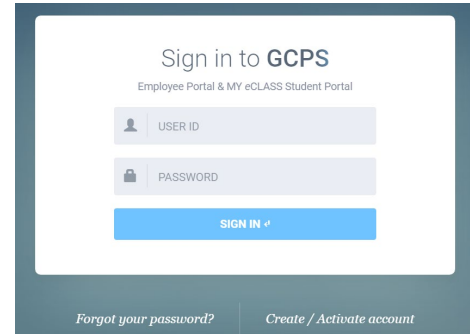 Sign in to GCPS
Employee Portal & MY eCLASS Student Portal
USER ID
PASSWORD
SIGN IN ↵
Forgot your password? Create / Activate account